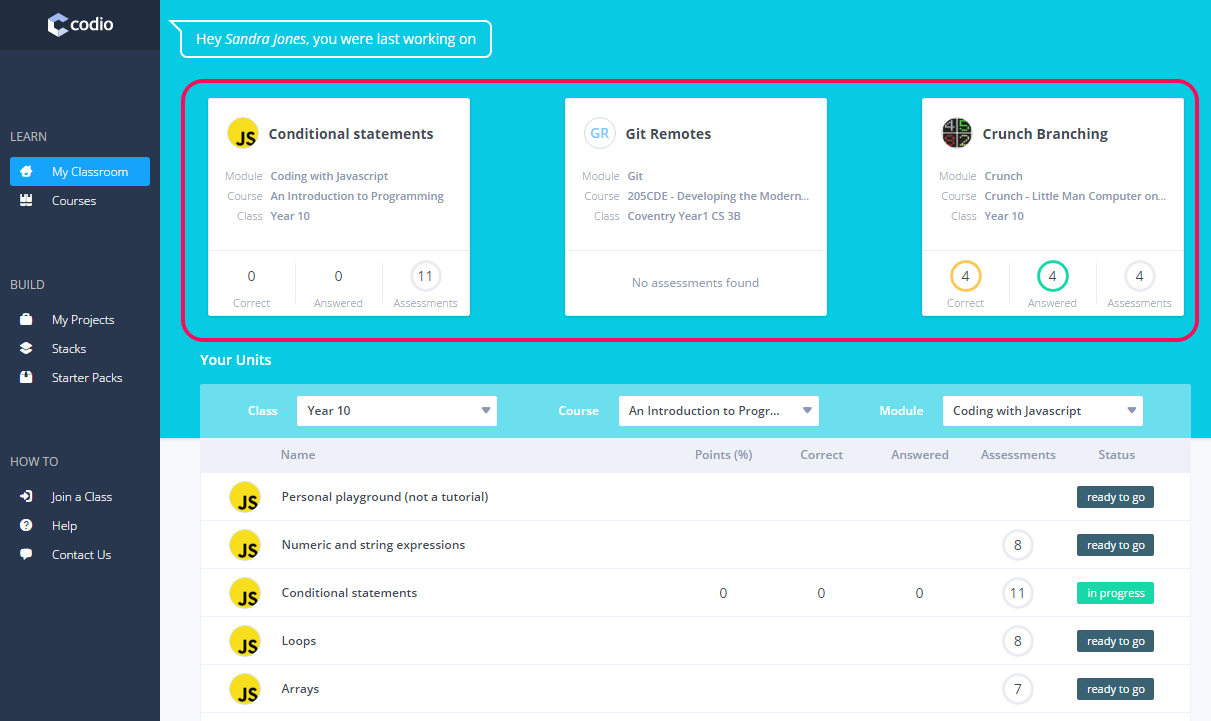 codio
Hey Sandra Jones, you were last working on
LEARN
My Classroom
Courses
BUILD
My Projects
Stacks
Starter Packs
HOW TO
Join a Class
Help
Contact Us
JS Conditional statements
Module Coding with Javascript
Course An Introduction to Programming
Class Year 10
0 0 11
Correct Answered Assessments
GR Git Remotes
Module Git
Course 205CDE - Developing the Modern...
Class Coventry Year1 CS 3B
No assessments found
Crunch Branching
Module Crunch
Course Crunch - Little Man Computer on...
Class Year 10
4 4 4
Correct Answered Assessments
Your Units
Class Year 10 Course An Introduction to Progr... Module Coding with Javascript
Name Points (%) Correct Answered Assessments Status
JS Personal playground (not a tutorial) ready to go
JS Numeric and string expressions 8 ready to go
JS Conditional statements 0 0 0 11 in progress
JS Loops 8 ready to go
JS Arrays 7 ready to go